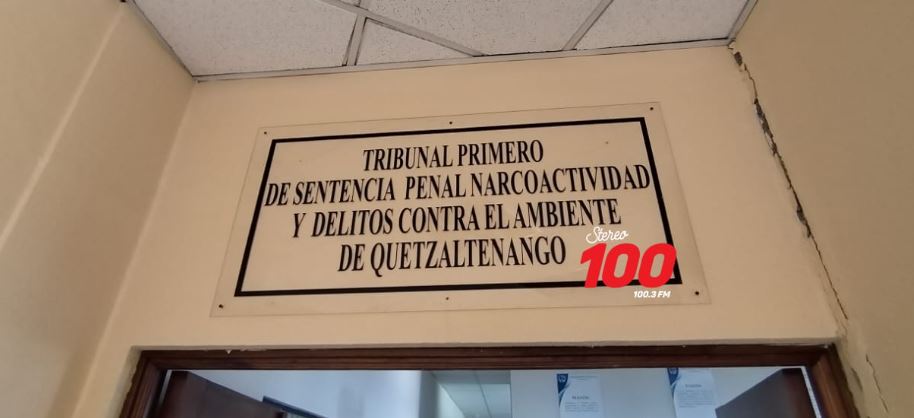 TRIBUNAL PRIMERO
DE SENTENCIA PENAL NARCOACTIVIDAD
Y DELITOS CONTRA EL AMBIENTE
DE QUETZALTENANGO
Stereo
100
100.3 FM